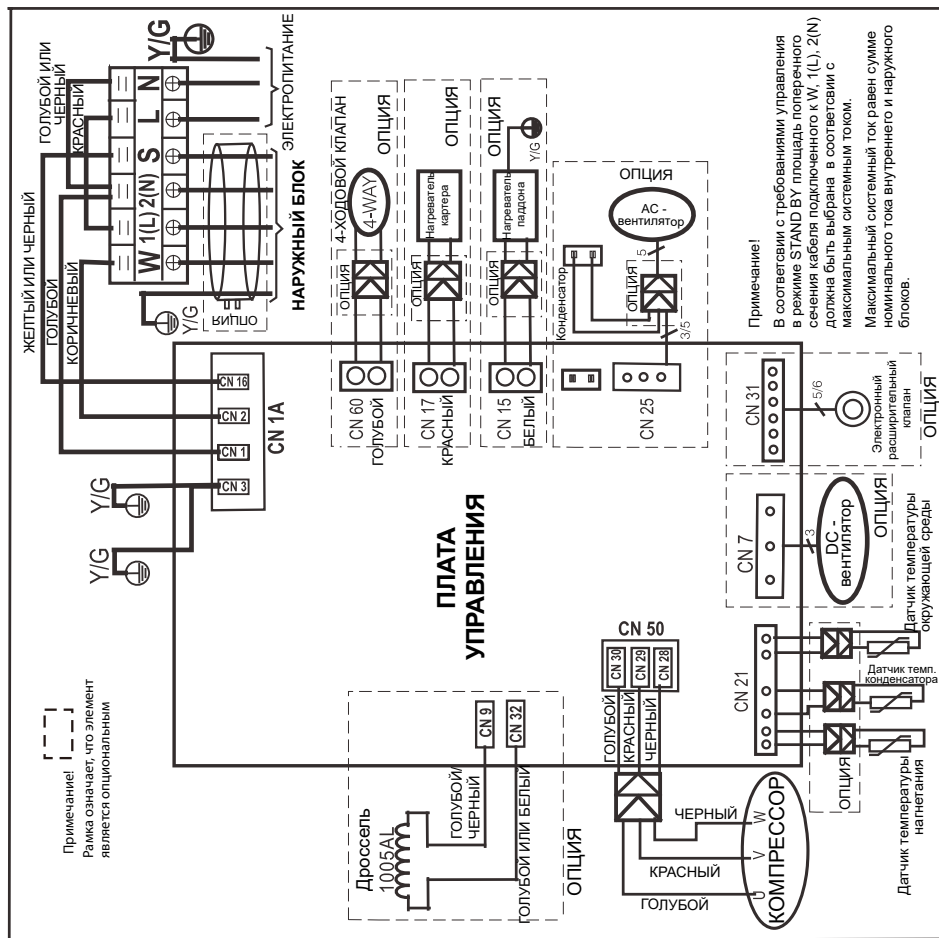 Примечание!
Рамка означает, что элемент
является опциональным
Y/G
Y/G
ЖЕЛТЫЙ ИЛИ ЧЕРНЫЙ
ГОЛУБОЙ
КОРИЧНЕВЫЙ
ГОЛУБОЙ ИЛИ
ЧЕРНЫЙ
КРАСНЫЙ
Y/G
W 1(L) 2(N) S L N
Y/G
ОПЦИЯ
ЭЛЕКТРОПИТАНИЕ
НАРУЖНЫЙ БЛОК
CN 3
CN 1
CN 2
CN 16
CN 1A
ПЛАТА
УПРАВЛЕНИЯ
CN 60
ГОЛУБОЙ
ОПЦИЯ
4-ХОДОВОЙ КЛАПАН
4-WAY
ОПЦИЯ
CN 17
КРАСНЫЙ
ОПЦИЯ
Нагреватель
картера
ОПЦИЯ
CN 15
БЕЛЫЙ
ОПЦИЯ
Нагреватель
паддона
Y/G
ОПЦИЯ
Конденсатор
CN 25
3/5
ОПЦИЯ
5
AC -
вентилятор
ОПЦИЯ
Дроссель
1005AL
ГОЛУБОЙ/
ЧЕРНЫЙ
ГОЛУБОЙ ИЛИ БЕЛЫЙ
CN 9
CN 32
ОПЦИЯ
CN 50
CN 30
CN 29
CN 28
ГОЛУБОЙ
КРАСНЫЙ
ЧЕРНЫЙ
ЧЕРНЫЙ
КРАСНЫЙ
ГОЛУБОЙ
U V W
КОМПРЕССОР
CN 21
ОПЦИЯ
Датчик температуры
нагнетания
Датчик темп.
конденсатора
Датчик температуры
окружающей среды
CN 7
3
DC -
вентилятор
ОПЦИЯ
CN 31
5/6
Электронный
расширительный
клапан
ОПЦИЯ
Примечание!
В соответсвии с требованиями управления
в режиме STAND BY площадь поперечного
сечения кабеля подключенного к W, 1(L), 2(N)
должна быть выбрана в соответсии с
максимальным системным током.
Максимальный системный ток равен сумме
номинального тока внутреннего и наружного
блоков.